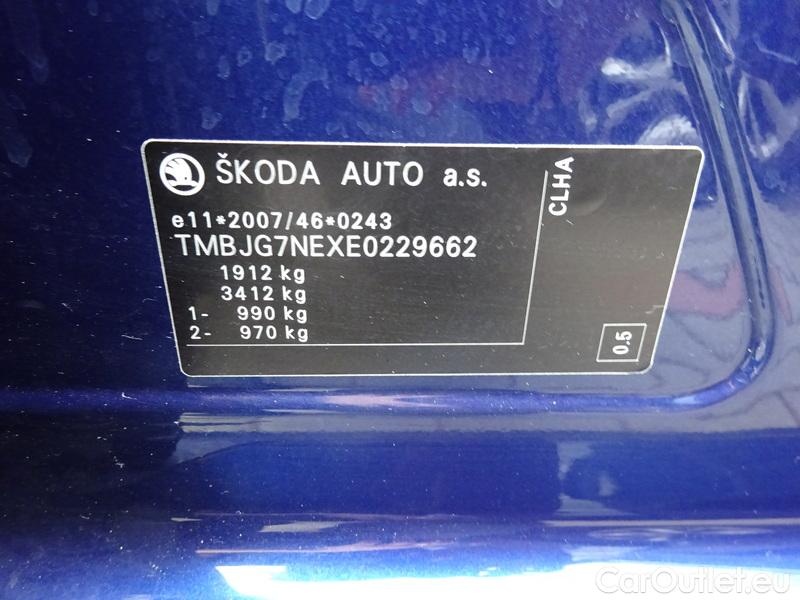 ŠKODA AUTO a.s.
e11*2007/46*0243
TMBJG7NEXE0229662
1912 kg
3412 kg
1- 990 kg
2- 970 kg
CLHA
0.5
© CarOutlet.eu